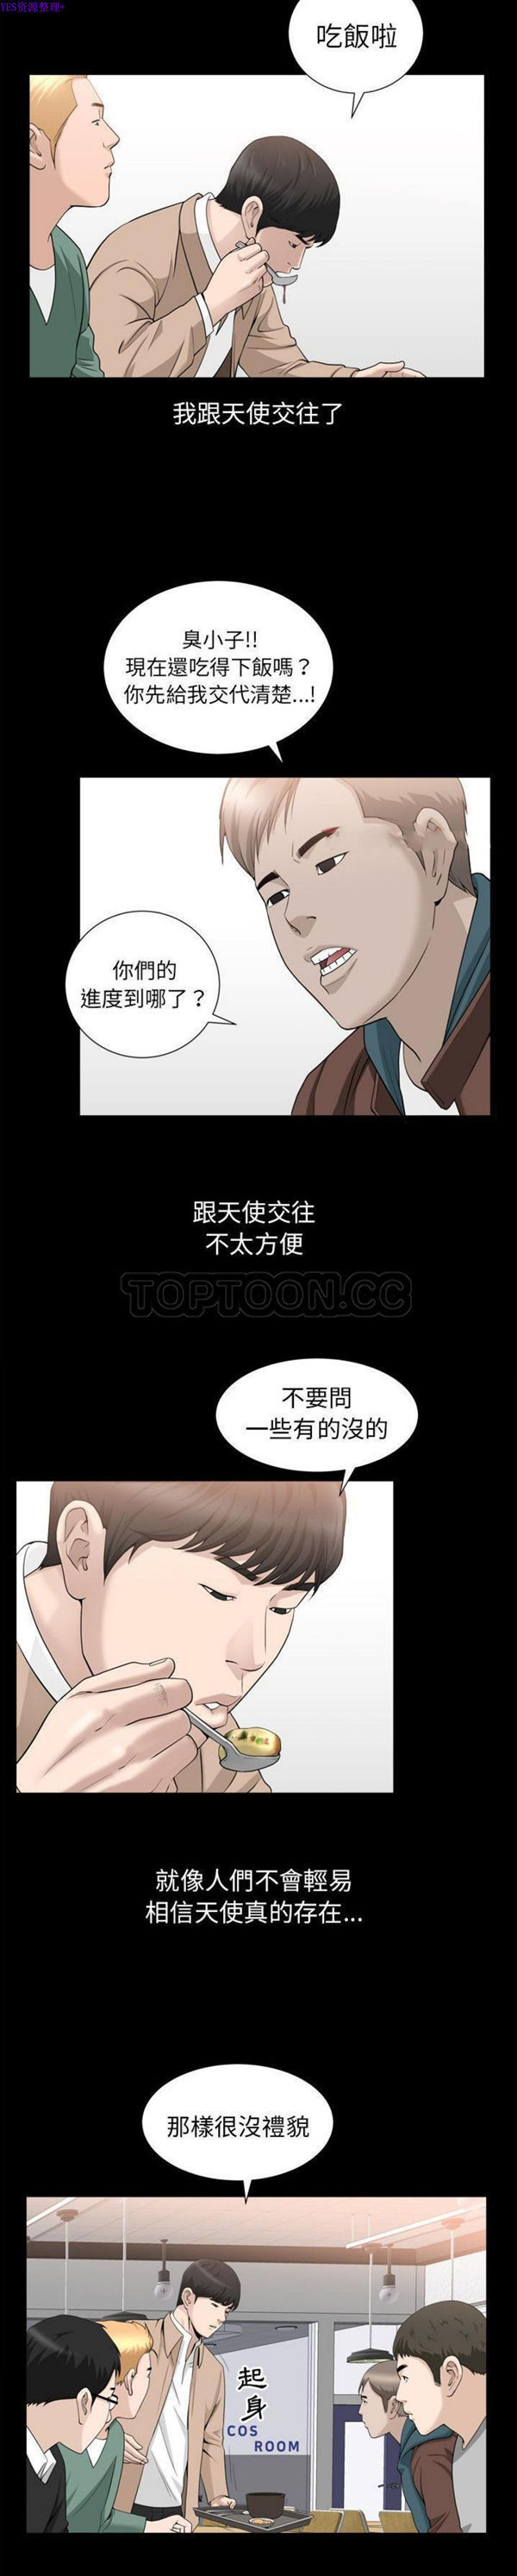 YES资源整理+
吃飯啦
我跟天使交往了
臭小子!!
現在還吃得下飯嗎？
你先給我交代清楚...!
你們的
進度到哪了？
跟天使交往
不太方便
TOPTOON.CC
不要問
一些有的沒的
就像人們不會輕易
相信天使真的存在...
那樣很沒禮貌
起身
COS
ROOM